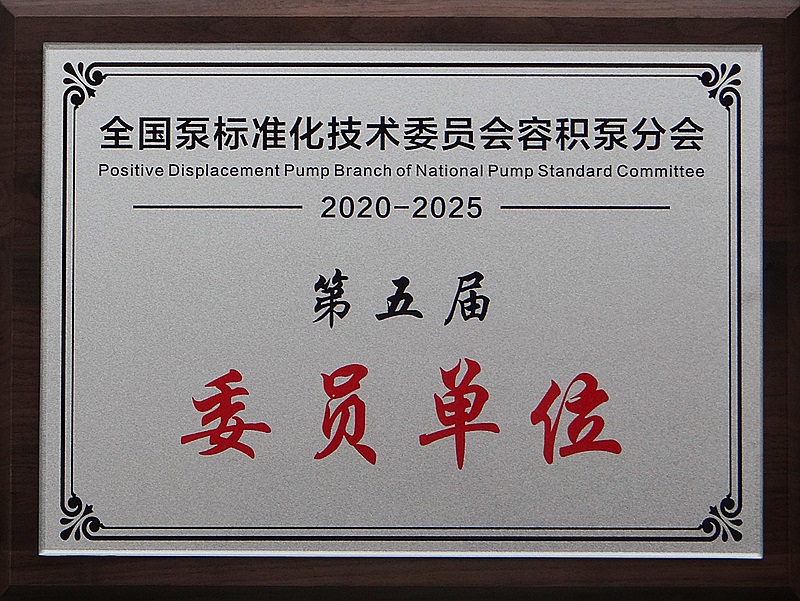 全国泵标准化技术委员会容积泵分会
Positive Displacement Pump Branch of National Pump Standard Committee
2020-2025
第五届
委员单位